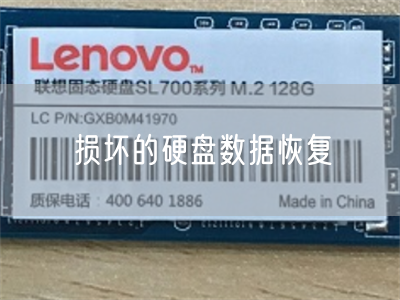 Lenovo™
联想固态硬盘SL700系列 M.2 128G
LC P/N:GXB0M41970
损坏的硬盘数据恢复
质保电话：400 640 1886 Made in China